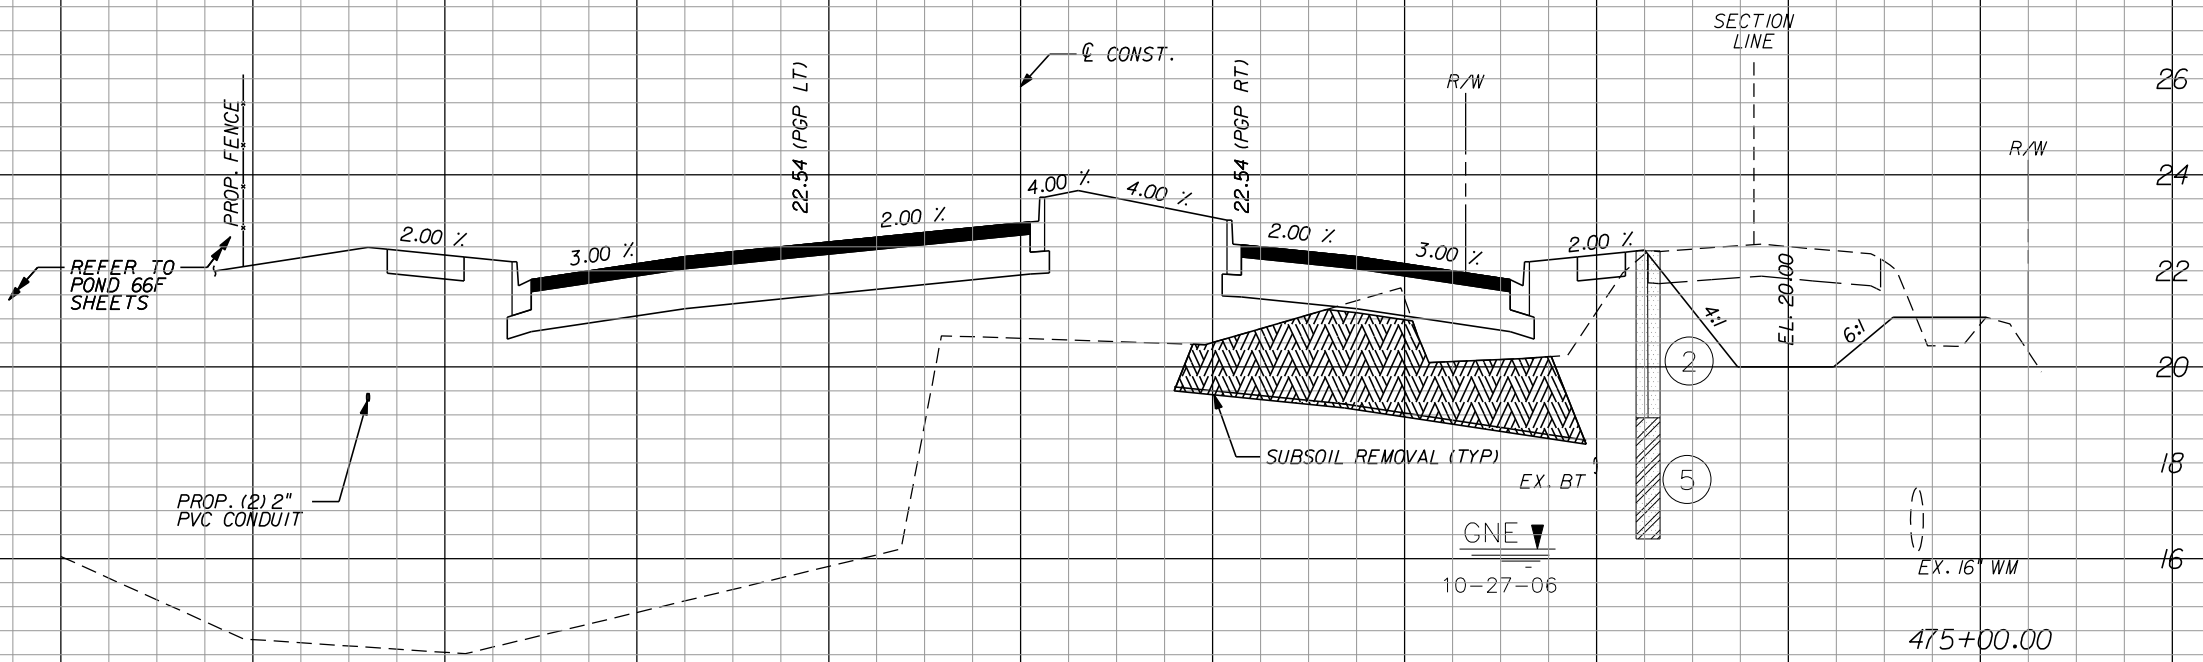 SECTION
LINE
℄ CONST.
26
R/W
22.54 (PGP LT)
22.54 (PGP RT)
PROP. FENCE
R/W
24
4.00 %
4.00 %
2.00 %
2.00 %
2.00 %
2.00 %
3.00 %
3.00 %
REFER TO
POND 66F
SHEETS
22
EL. 20.00
4:1
6:1
2
20
SUBSOIL REMOVAL (TYP)
18
EX. BT
5
PROP. (2) 2"
PVC CONDUIT
GNE
10-27-06
16
EX. 16" WM
475+00.00